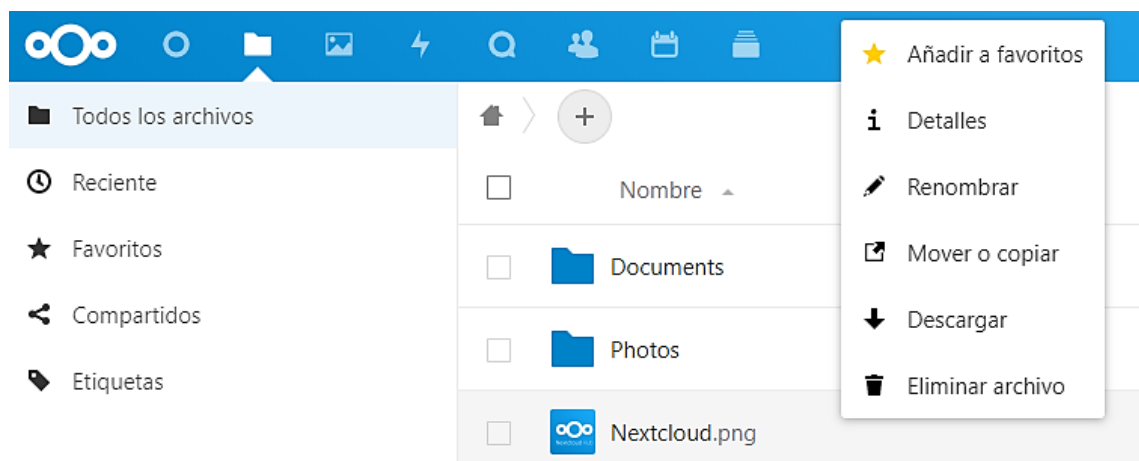 Todos los archivos
Reciente
Favoritos
Compartidos
Etiquetas
Nombre
Documents
Photos
Nextcloud.png
Añadir a favoritos
Detalles
Renombrar
Mover o copiar
Descargar
Eliminar archivo